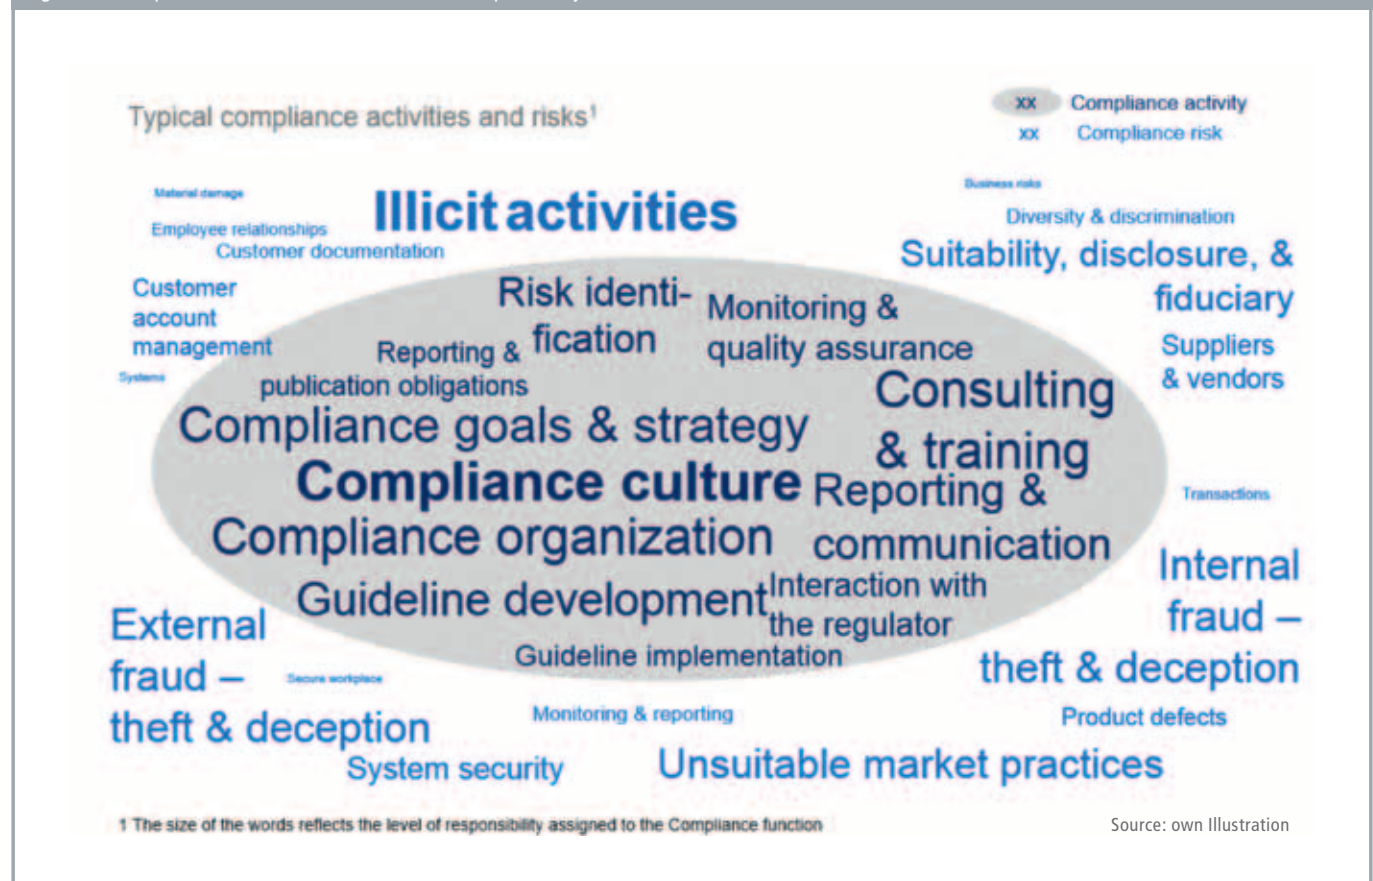 Typical compliance activities and risks¹
xx Compliance activity
xx Compliance risk
Material damage
Illicit activities
Business risks
Employee relationships
Diversity & discrimination
Customer documentation
Suitability, disclosure, &
fiduciary
Customer
account
management
Systems
Suppliers
& vendors
Risk identi-
fication
Monitoring &
quality assurance
Reporting &
publication obligations
Consulting
& training
Compliance goals & strategy
Compliance culture
Reporting &
communication
Compliance organization
Transactions
Guideline development
Interaction with
the regulator
Guideline implementation
Internal
fraud –
theft & deception
External
fraud –
theft & deception
Secure workplace
Monitoring & reporting
Product defects
System security
Unsuitable market practices
1 The size of the words reflects the level of responsibility assigned to the Compliance function
Source: own Illustration